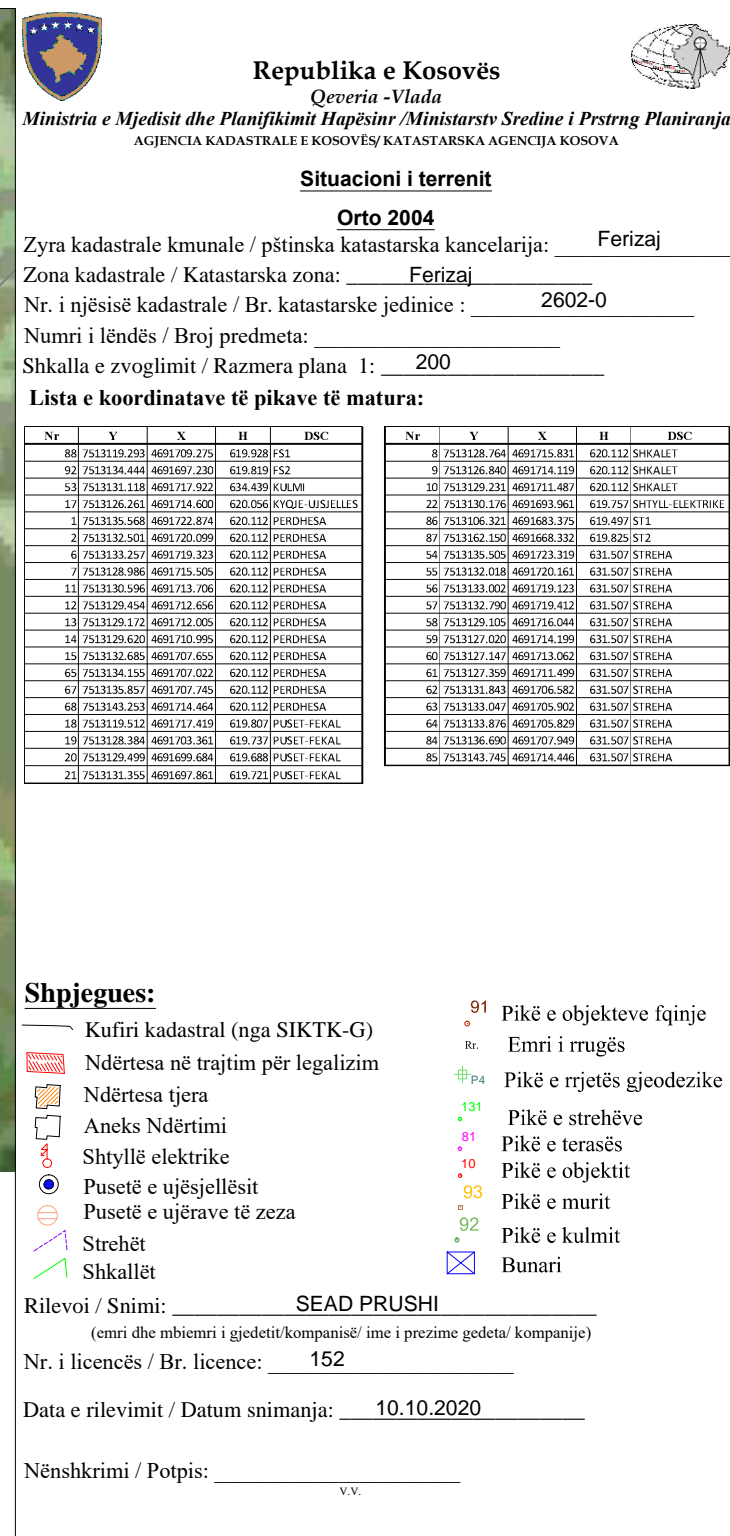 Republika e Kosovës
Qeveria -Vlada
Ministria e Mjedisit dhe Planifikimit Hapësinr /Ministarstv Sredine i Prstrng Planiranja
AGJENCIA KADASTRALE E KOSOVËS/ KATASTARSKA AGENCIJA KOSOVA
Situacioni i terrenit
Orto 2004
Zyra kadastrale kmunale / pštinska katastarska kancelarija: Ferizaj
Zona kadastrale / Katastarska zona: Ferizaj
Nr. i njësisë kadastrale / Br. katastarske jedinice : 2602-0
Numri i lëndës / Broj predmeta:
Shkalla e zvoglimit / Razmera plana 1: 200
Lista e koordinatave të pikave të matura:
Nr Y X H DSC
88 7513119.293 4691709.275 619.928 FS1
92 7513134.444 4691697.230 619.819 FS2
53 7513131.118 4691717.922 634.439 KULMI
17 7513126.261 4691714.600 620.056 KYQJE-UJSJELLES
1 7513135.568 4691722.874 620.112 PERDHESA
2 7513132.501 4691720.099 620.112 PERDHESA
6 7513133.257 4691719.323 620.112 PERDHESA
7 7513128.986 4691715.505 620.112 PERDHESA
11 7513130.596 4691713.706 620.112 PERDHESA
12 7513129.454 4691712.656 620.112 PERDHESA
13 7513129.172 4691712.005 620.112 PERDHESA
14 7513129.620 4691710.995 620.112 PERDHESA
15 7513132.685 4691707.655 620.112 PERDHESA
65 7513134.155 4691707.022 620.112 PERDHESA
67 7513135.857 4691707.745 620.112 PERDHESA
68 7513143.253 4691714.464 620.112 PERDHESA
18 7513119.512 4691717.419 619.807 PUSET-FEKAL
19 7513128.384 4691703.361 619.737 PUSET-FEKAL
20 7513129.499 4691699.684 619.688 PUSET-FEKAL
21 7513131.355 4691697.861 619.721 PUSET-FEKAL
Nr Y X H DSC
8 7513128.764 4691715.831 620.112 SHKALET
9 7513126.840 4691714.119 620.112 SHKALET
10 7513129.231 4691711.487 620.112 SHKALET
22 7513130.176 4691693.961 619.757 SHTYLL-ELEKTRIKE
86 7513106.321 4691683.375 619.497 ST1
87 7513162.150 4691668.332 619.825 ST2
54 7513135.505 4691723.319 631.507 STREHA
55 7513132.018 4691720.161 631.507 STREHA
56 7513133.002 4691719.123 631.507 STREHA
57 7513132.790 4691719.412 631.507 STREHA
58 7513129.105 4691716.044 631.507 STREHA
59 7513127.020 4691714.199 631.507 STREHA
60 7513127.147 4691713.062 631.507 STREHA
61 7513127.359 4691711.499 631.507 STREHA
62 7513131.843 4691706.582 631.507 STREHA
63 7513133.047 4691705.902 631.507 STREHA
64 7513133.876 4691705.829 631.507 STREHA
84 7513136.690 4691707.949 631.507 STREHA
85 7513143.745 4691714.446 631.507 STREHA
Shpjegues:
Kufiri kadastral (nga SIKTK-G)
Ndërtesa në trajtim për legalizim
Ndërtesa tjera
Aneks Ndërtimi
Shtyllë elektrike
Pusetë e ujësjellësit
Pusetë e ujërave të zeza
Strehët
Shkallët
91 Pikë e objekteve fqinje
Rr. Emri i rrugës
P4 Pikë e rrjetës gjeodezike
131 Pikë e strehëve
81 Pikë e terasës
10 Pikë e objektit
93 Pikë e murit
92 Pikë e kulmit
Bunari
Rilevoi / Snimi: SEAD PRUSHI
(emri dhe mbiemri i gjedetit/kompanisë/ ime i prezime gedeta/ kompanije)
Nr. i licencës / Br. licence: 152
Data e rilevimit / Datum snimanja: 10.10.2020
Nënshkrimi / Potpis:
v.v.